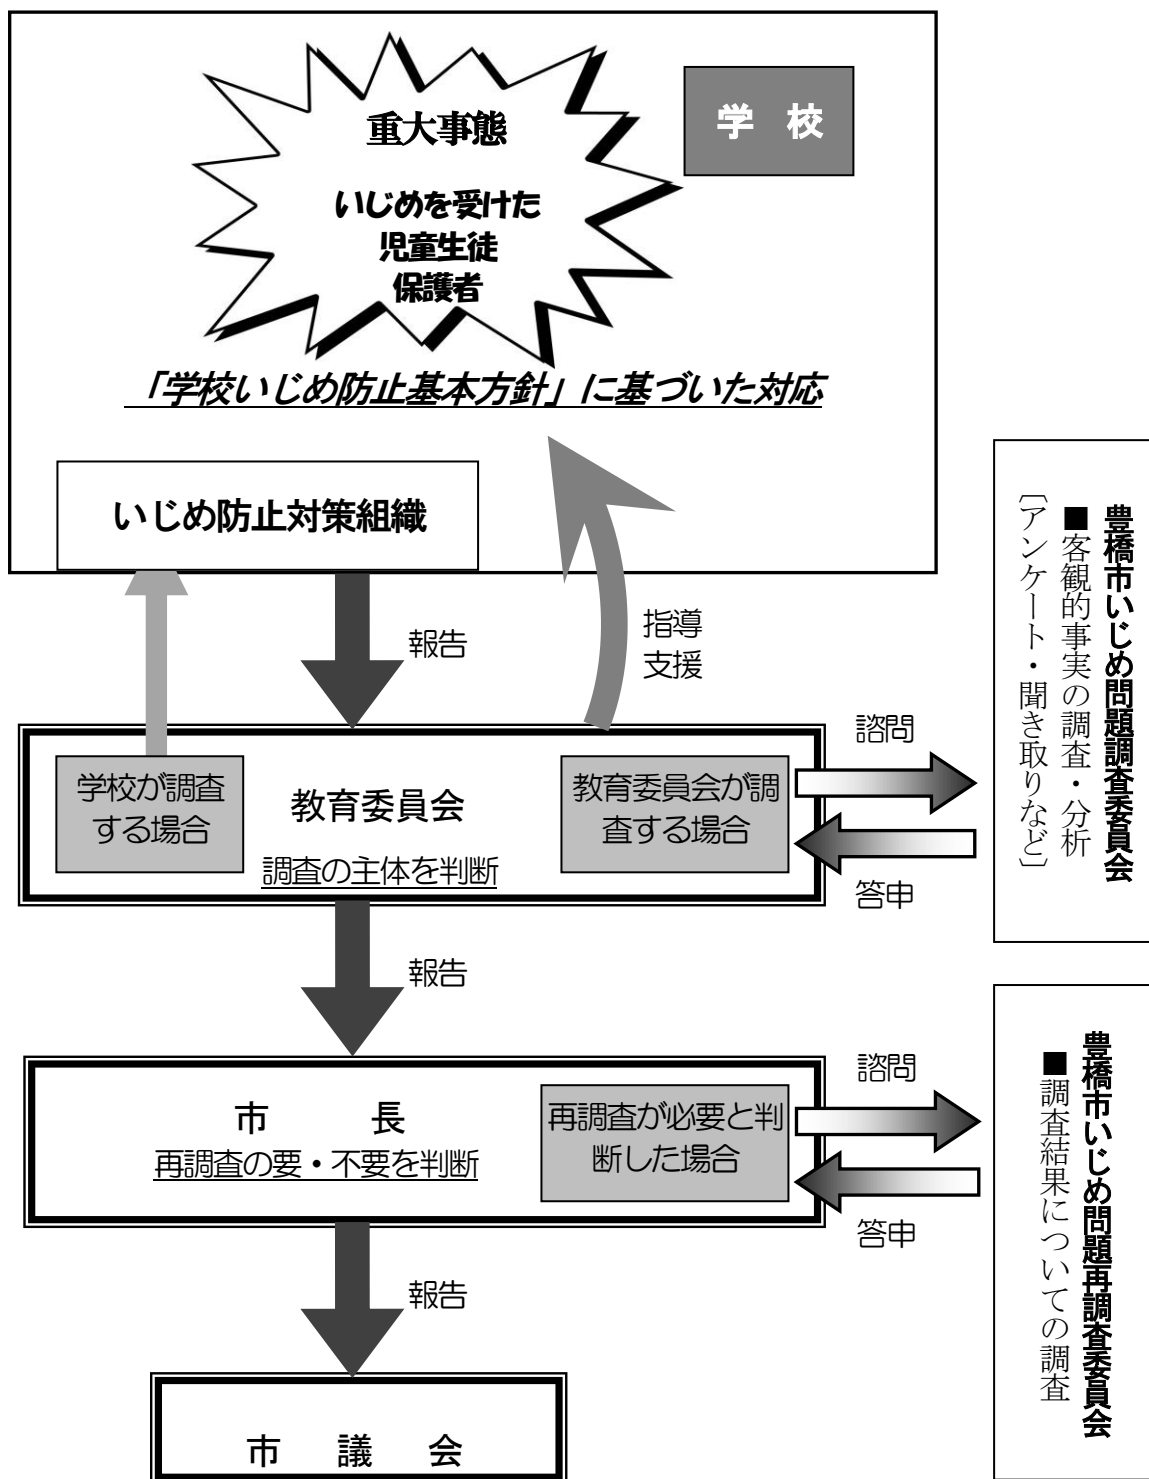 重大事態
いじめを受けた
児童生徒
保護者
学　校
「学校いじめ防止基本方針」に基づいた対応
いじめ防止対策組織
報告
指導
支援
豊橋市いじめ問題調査委員会
■客観的事実の調査・分析
〔アンケート・聞き取りなど〕
学校が調査
する場合
教育委員会
調査の主体を判断
教育委員会が調
査する場合
諮問
答申
報告
市　　長
再調査の要・不要を判断
再調査が必要と判
断した場合
諮問
答申
豊橋市いじめ問題再調査委員会
■調査結果についての調査
報告
市　議　会